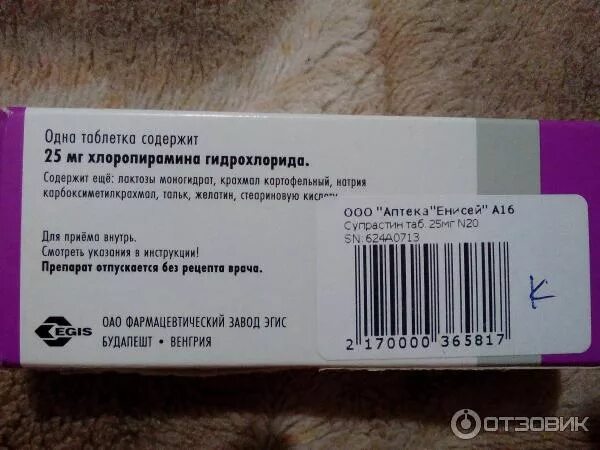 Одна таблетка содержит
25 мг хлоропирамина гидрохлорида.
Содержит ещё: лактозы моногидрат, крахмал картофельный, натрия
карбоксиметилкрахмал, тальк, желатин, стеариновую кислоту
Для приёма внутрь.
Смотреть указания в инструкции!
Препарат отпускается без рецепта врача.
EGIS
ОАО ФАРМАЦЕВТИЧЕСКИЙ ЗАВОД ЭГИС
БУДАПЕШТ • ВЕНГРИЯ
ООО "Аптека"Енисей" А16
Супрастин таб. 25мг N20
SN: 624A0713
2 170000 365817
К
ОТЗОВИК